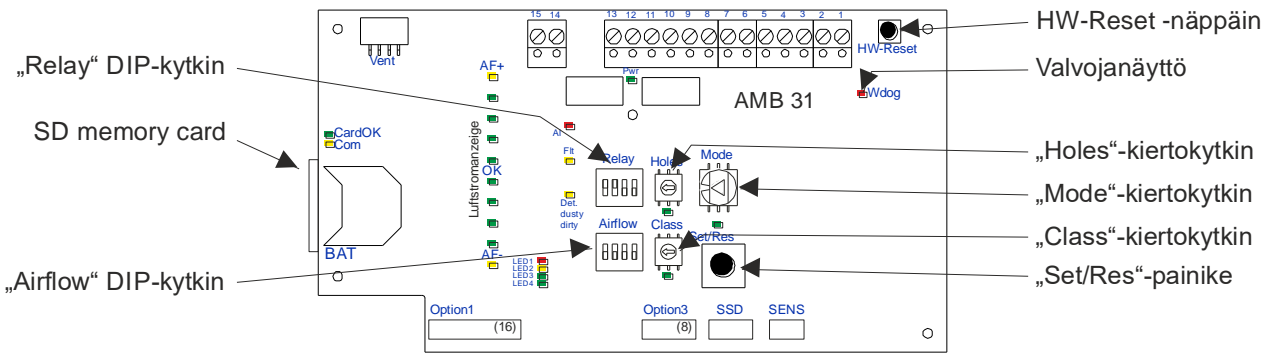 15 14 13 12 11 10 9 8 7 6 5 4 3 2 1
HW-Reset -näppäin
HW-Reset
Vent
„Relay“ DIP-kytkin
AF+
Pwr
Valvojanäyttö
Wdog
AMB 31
SD memory card
CardOK
Com
Al
Flt
Luftstromanzeige
OK
Relay
Holes
Mode
„Holes“-kiertokytkin
„Mode“-kiertokytkin
Det.
dusty
dirty
Airflow
Class
Set/Res
„Class“-kiertokytkin
BAT
AF-
LED1
LED2
LED3
LED4
„Airflow“ DIP-kytkin
„Set/Res“-painike
Option1
(16)
Option3
(8)
SSD
SENS